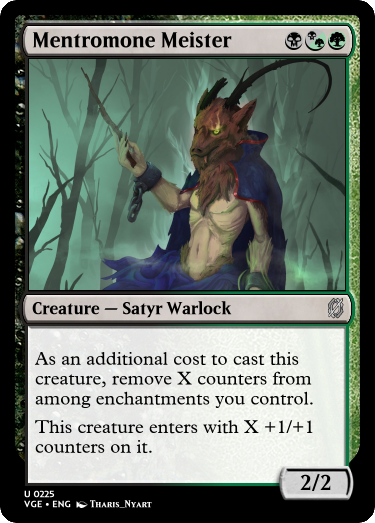 Mentromone Meister
Creature — Satyr Warlock
As an additional cost to cast this
creature, remove X counters from
among enchantments you control.
This creature enters with X +1/+1
counters on it.
2/2
U 0225
VGE • ENG Tharis_Nyart